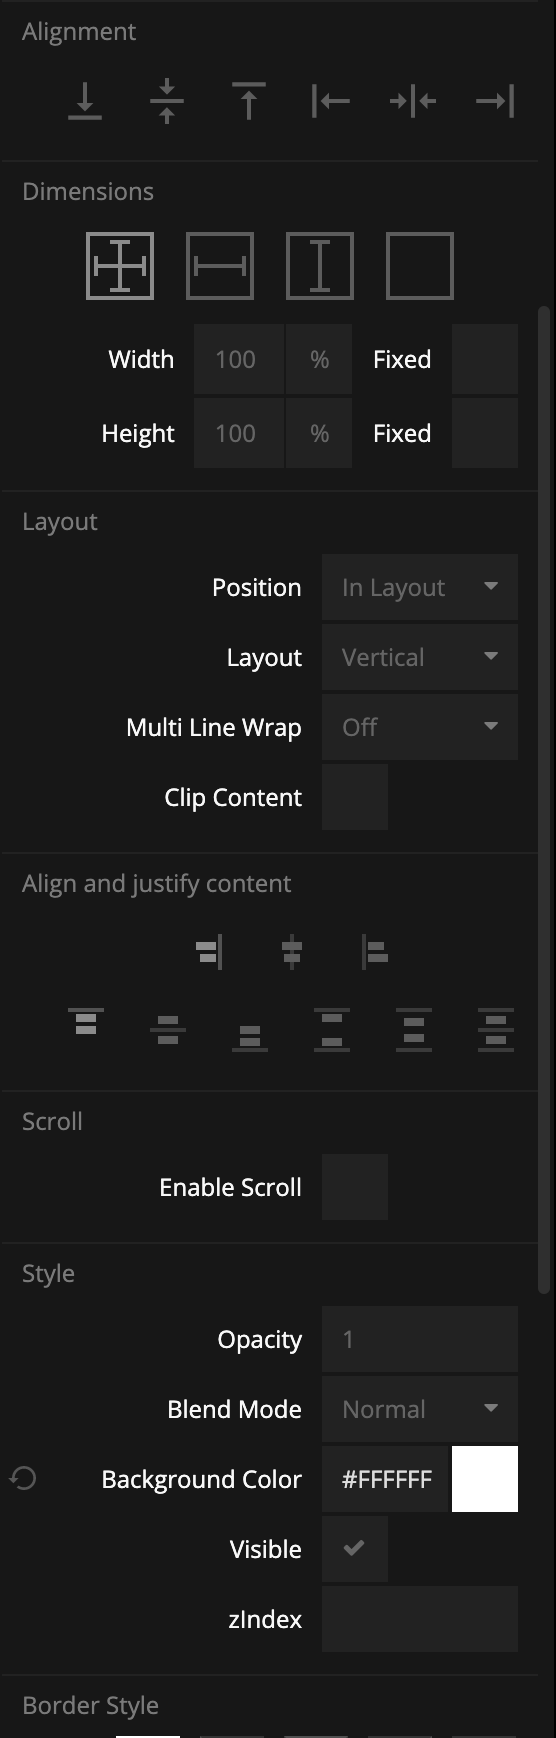 Alignment
Dimensions
Width 100 % Fixed
Height 100 % Fixed
Layout
Position In Layout
Layout Vertical
Multi Line Wrap Off
Clip Content
Align and justify content
Scroll
Enable Scroll
Style
Opacity 1
Blend Mode Normal
Background Color #FFFFFF
Visible
zIndex
Border Style